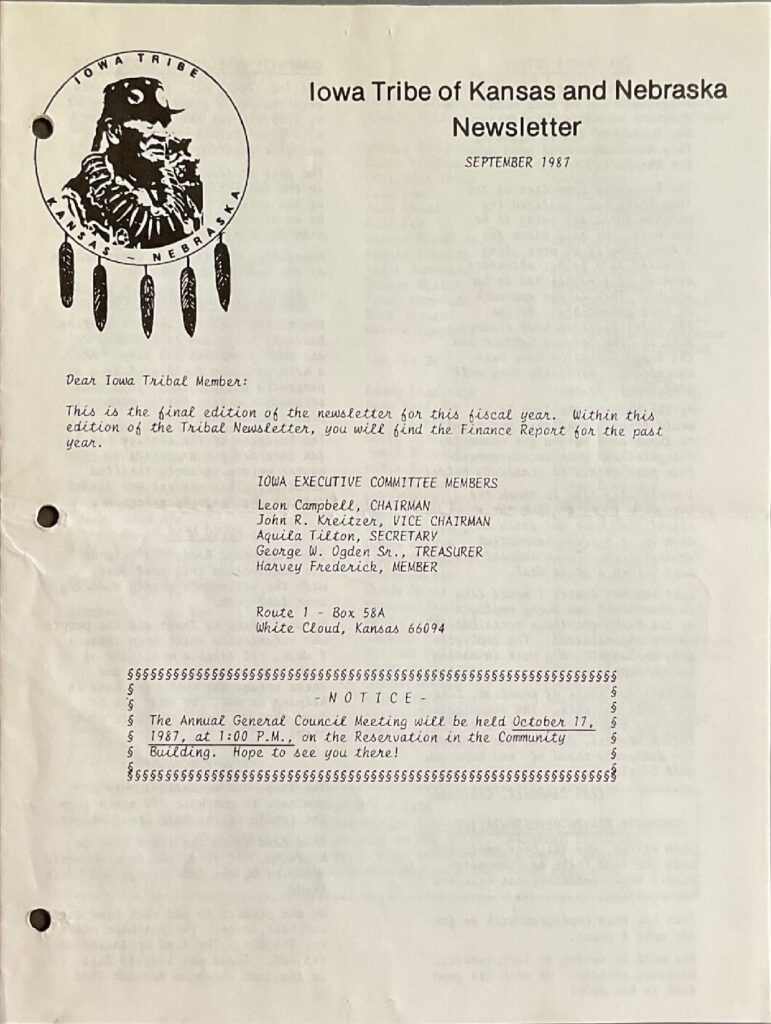 IOWA TRIBE
KANSAS - NEBRASKA
Iowa Tribe of Kansas and Nebraska
Newsletter
SEPTEMBER 1987
Dear Iowa Tribal Member:
This is the final edition of the newsletter for this fiscal year. Within this
edition of the Tribal Newsletter, you will find the Finance Report for the past
year.
IOWA EXECUTIVE COMMITTEE MEMBERS
Leon Campbell, CHAIRMAN
John R. Kreitzer, VICE CHAIRMAN
Aquila Tilton, SECRETARY
George W. Ogden Sr., TREASURER
Harvey Frederick, MEMBER
Route 1 - Box 58A
White Cloud, Kansas 66094
- N O T I C E -
The Annual General Council Meeting will be held October 17,
1987, at 1:00 P.M., on the Reservation in the Community
Building. Hope to see you there!